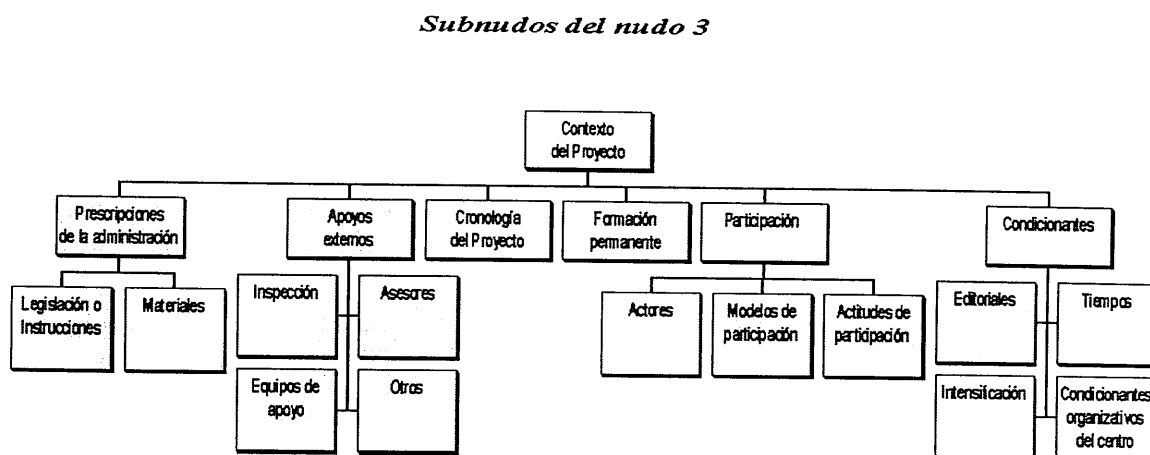 Subnudos del nudo 3
Contexto
del Proyecto
Prescripciones
de la administración
Apoyos
externos
Cronología
del Proyecto
Formación
permanente
Participación
Condicionantes
Legislación o
Instrucciones
Materiales
Inspección
Asesores
Equipos de
apoyo
Otros
Actores
Modelos de
participación
Actitudes de
participación
Editoriales
Tiempos
Intensificación
Condicionantes
organizativos
del centro